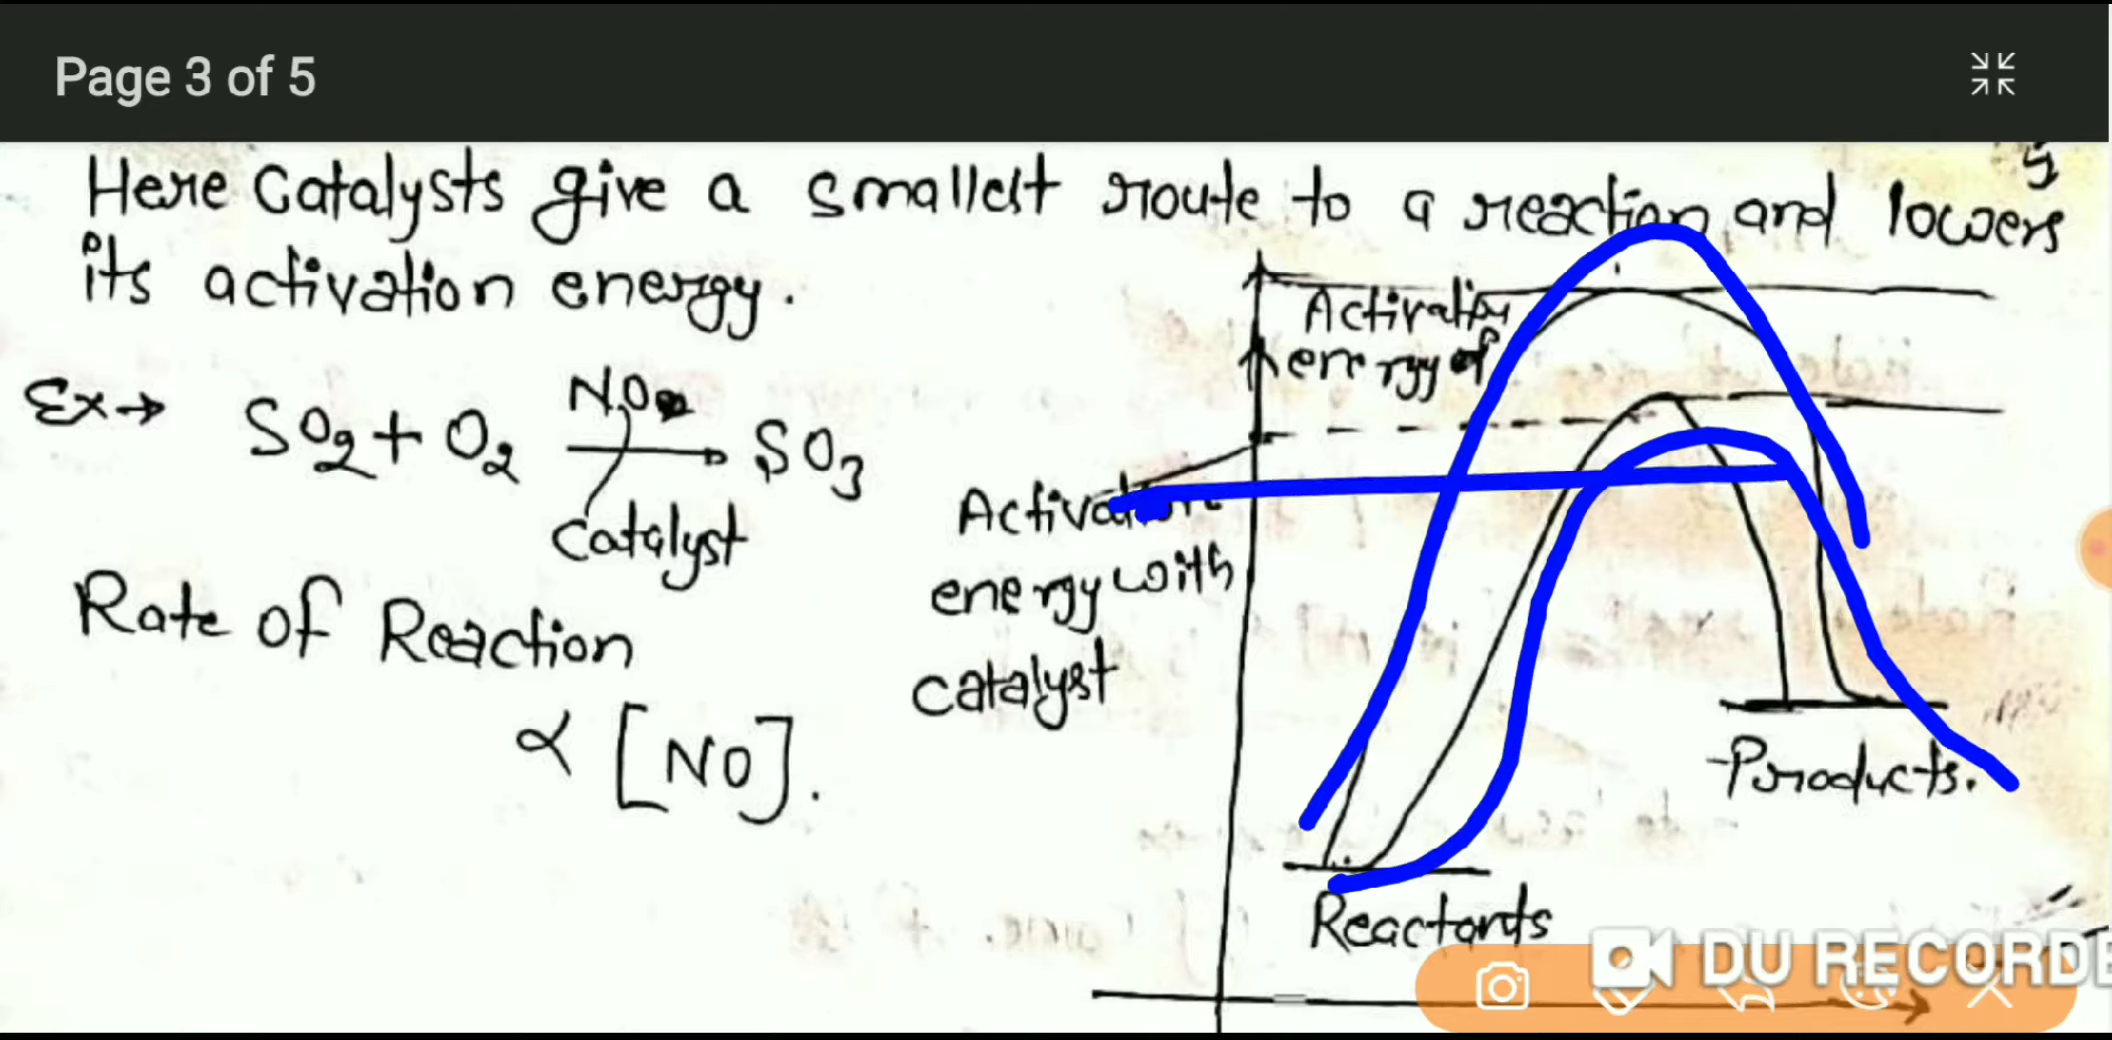 Page 3 of 5
Here Catalysts give a smallest route to a reaction and lowers
its activation energy.
Ex→ SO2 + O2 → SO3
Catalyst
Rate of Reaction
∝ [NO].
Activation
energy of
Activation
energy with
catalyst
Products.
Reactants
DU RECORDE